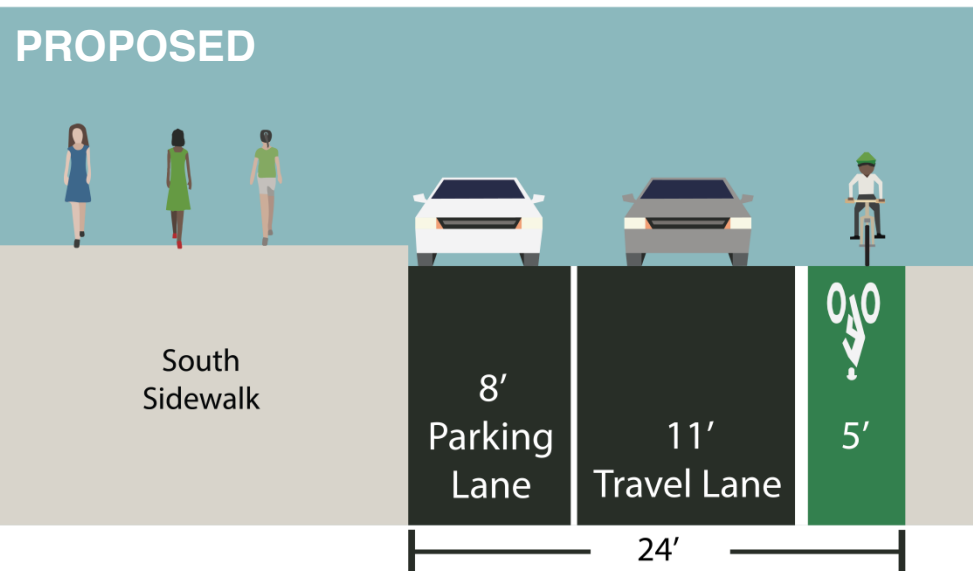 PROPOSED
South
Sidewalk
8’
Parking
Lane
11’
Travel Lane
5’
24’